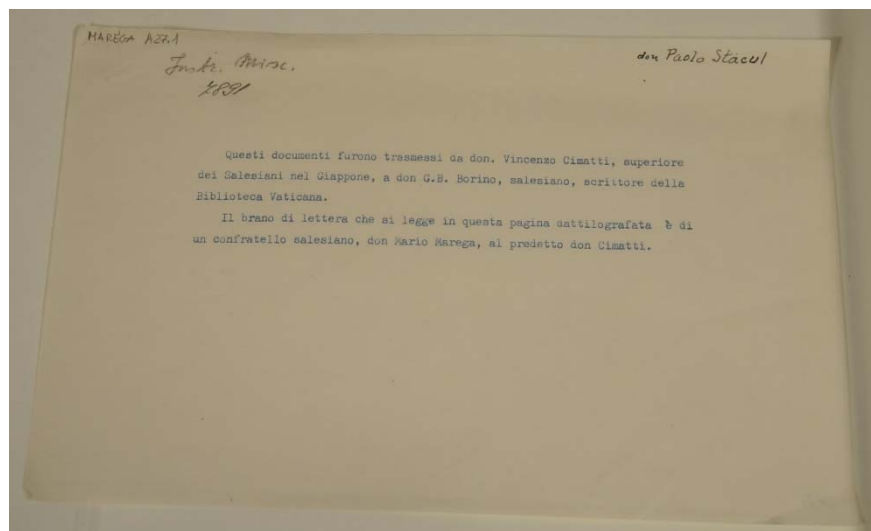 MAREGA A27.1
don Paolo Stacul
Instr. Misc.
7891
Questi documenti furono trasmessi da don. Vincenzo Cimatti, superiore
dei Salesiani nel Giappone, a don G.B. Borino, salesiano, scrittore della
Biblioteca Vaticana.
Il brano di lettera che si legge in questa pagina dattilografata è di
un confratello salesiano, don Mario Marega, al predetto don Cimatti.